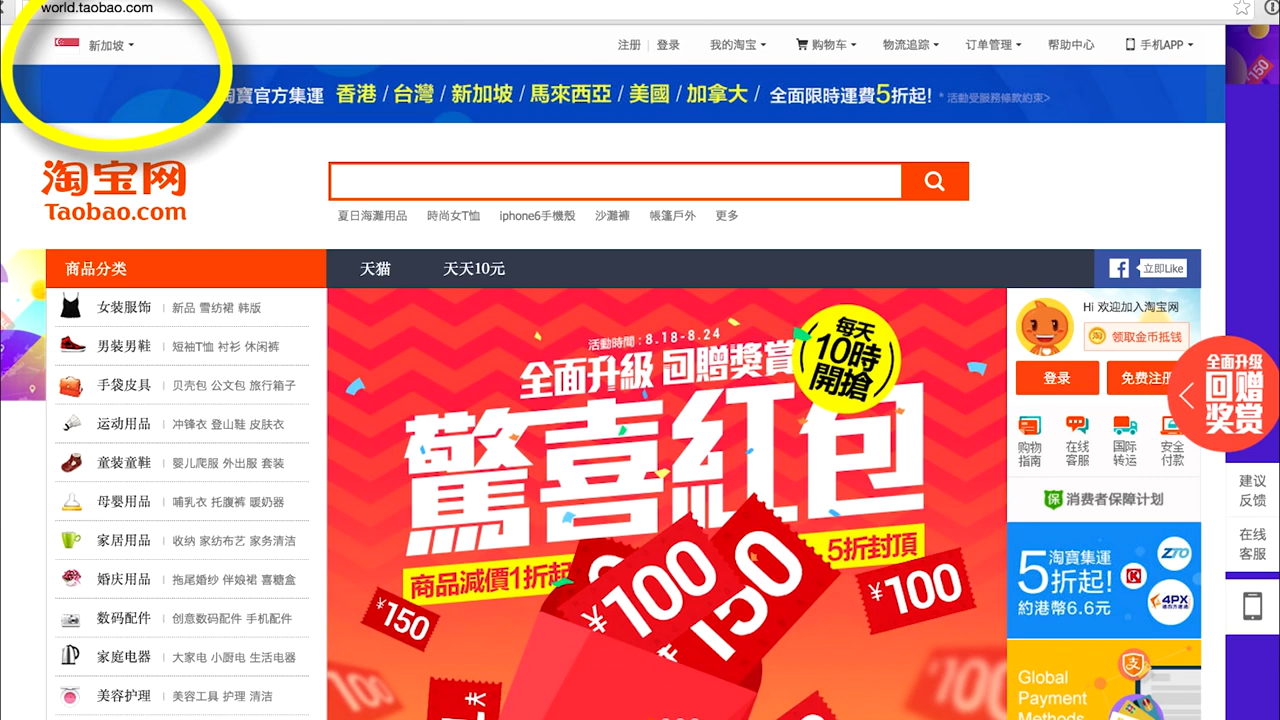 world.taobao.com
新加坡
注册 登录 我的淘宝 购物车 物流追踪 订单管理 帮助中心 手机APP
淘寶官方集運 香港 / 台灣 / 新加坡 / 馬來西亞 / 美國 / 加拿大 / 全面限時運費5折起! * 活動受服務條款約束>
淘宝网
Taobao.com
夏日海灘用品 時尚女T恤 iphone6手機殼 沙灘褲 帳篷戶外 更多
商品分类
天猫 天天10元
立即Like
女装服饰 新品 雪纺裙 韩版
男装男鞋 短袖T恤 衬衫 休闲裤
手袋皮具 贝壳包 公文包 旅行箱子
运动用品 冲锋衣 登山鞋 皮肤衣
童装童鞋 婴儿爬服 外出服 套装
母婴用品 哺乳衣 托腹裤 暖奶器
家居用品 收纳 家纺布艺 家务清洁
婚庆用品 拖尾婚纱 伴娘裙 喜糖盒
数码配件 创意数码配件 手机配件
家庭电器 大家电 小厨电 生活电器
美容护理 美容工具 护理 清洁
活動時間：8.18-8.24
全面升級 回贈獎賞
每天
10時
開搶
驚喜紅包
商品減價1折起
5折封頂
¥100
150
¥100
¥150
100
100
Hi 欢迎加入淘宝网
淘 领取金币抵钱
登录 免费注册
购物
指南
在线
客服
国际
转运
安全
付款
保 消费者保障计划
5淘寶集運
折起!
約港幣6.6元
ZTO
K
4PX
Global
Payment
Methods
支
150
全面升级
回赠
奖赏
建议
反馈
在线
客服